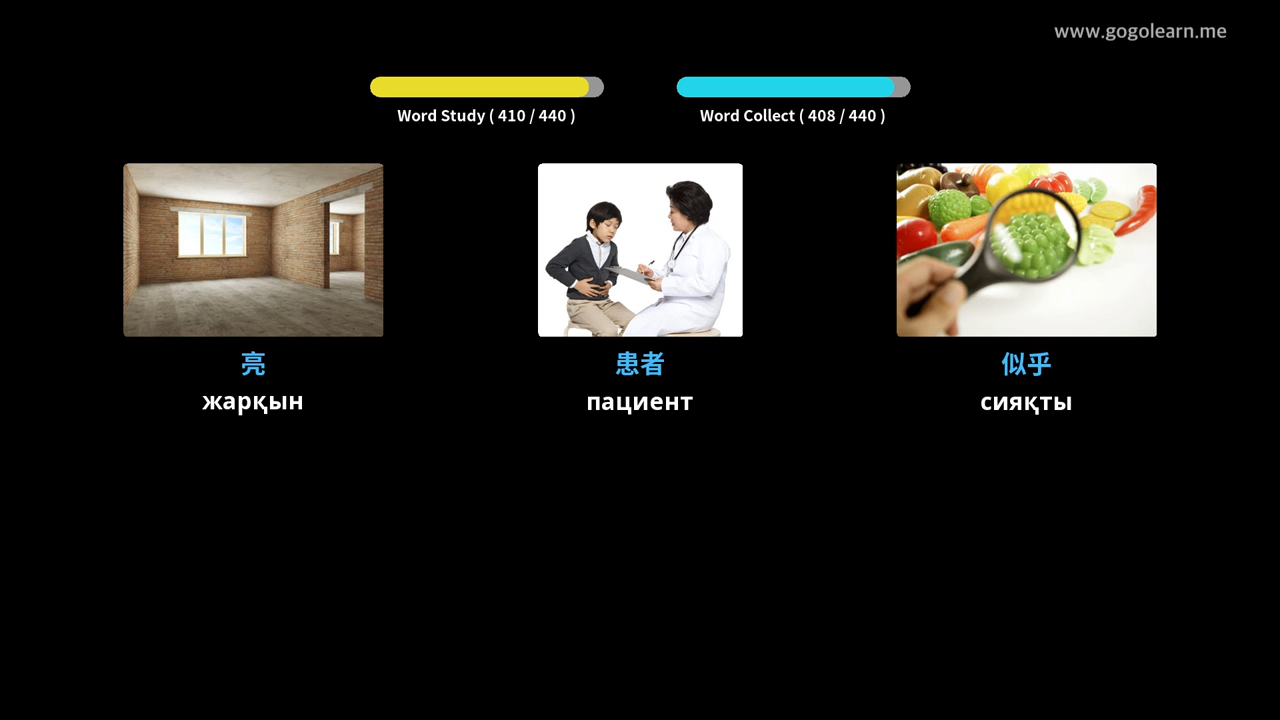 www.gogolearn.me
Word Study ( 410 / 440 )
Word Collect ( 408 / 440 )
亮
患者
似乎
жарқын
пациент
сияқты